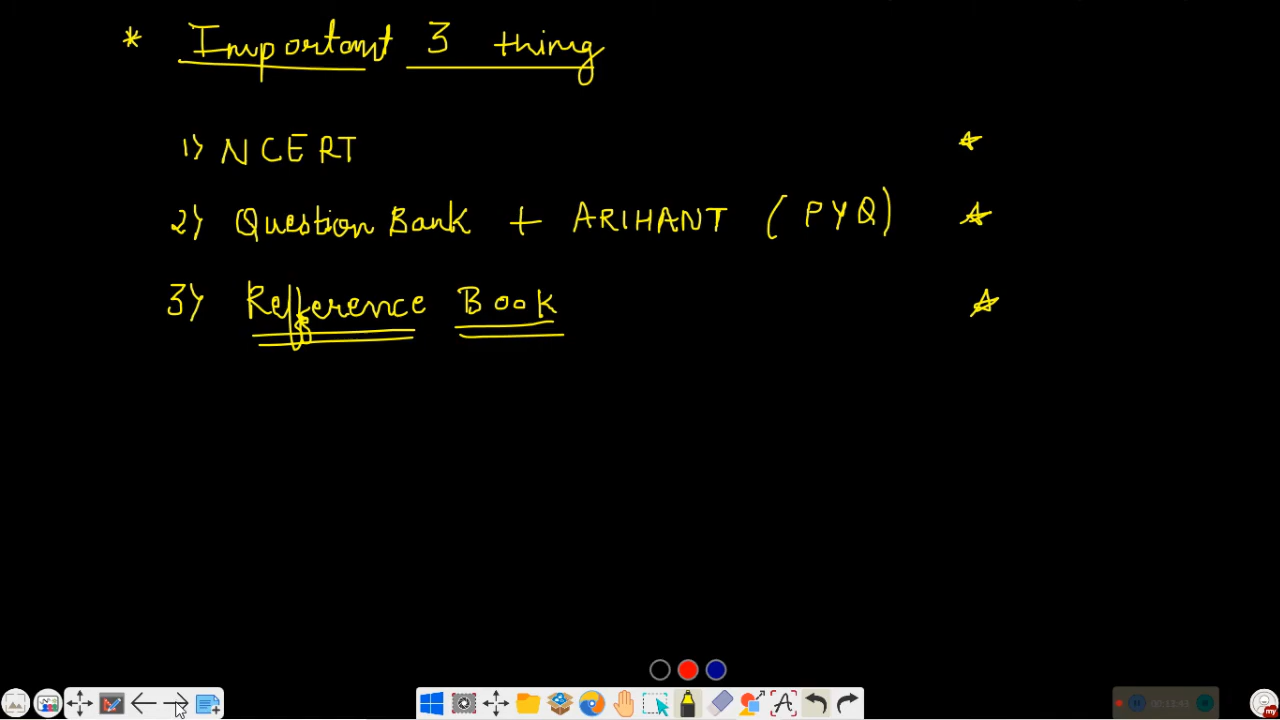 * Important 3 thing
1) NCERT
2) Question Bank + ARIHANT (PYQ)
3) Refference Book